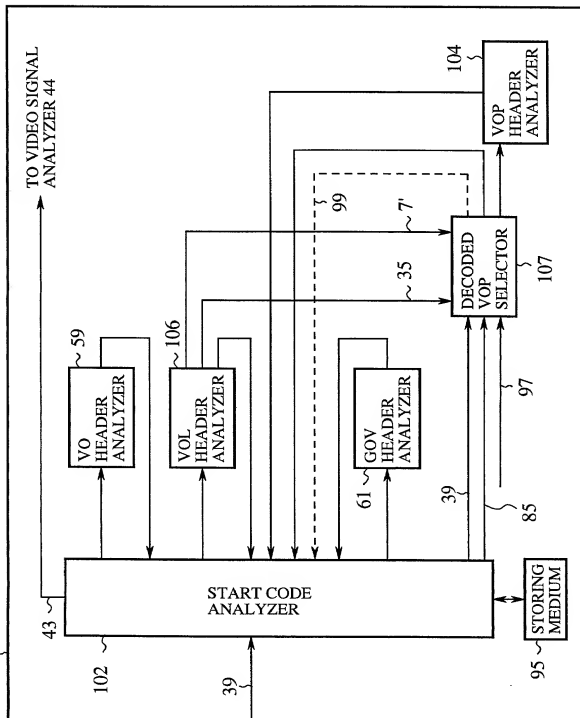 TO VIDEO SIGNAL
ANALYZER 44
43
START CODE
ANALYZER
102
39
59
VO
HEADER
ANALYZER
106
VOL
HEADER
ANALYZER
61
GOV
HEADER
ANALYZER
99
7'
35
104
VOP
HEADER
ANALYZER
DECODED
VOP
SELECTOR
107
39
85
97
STORING
MEDIUM
95